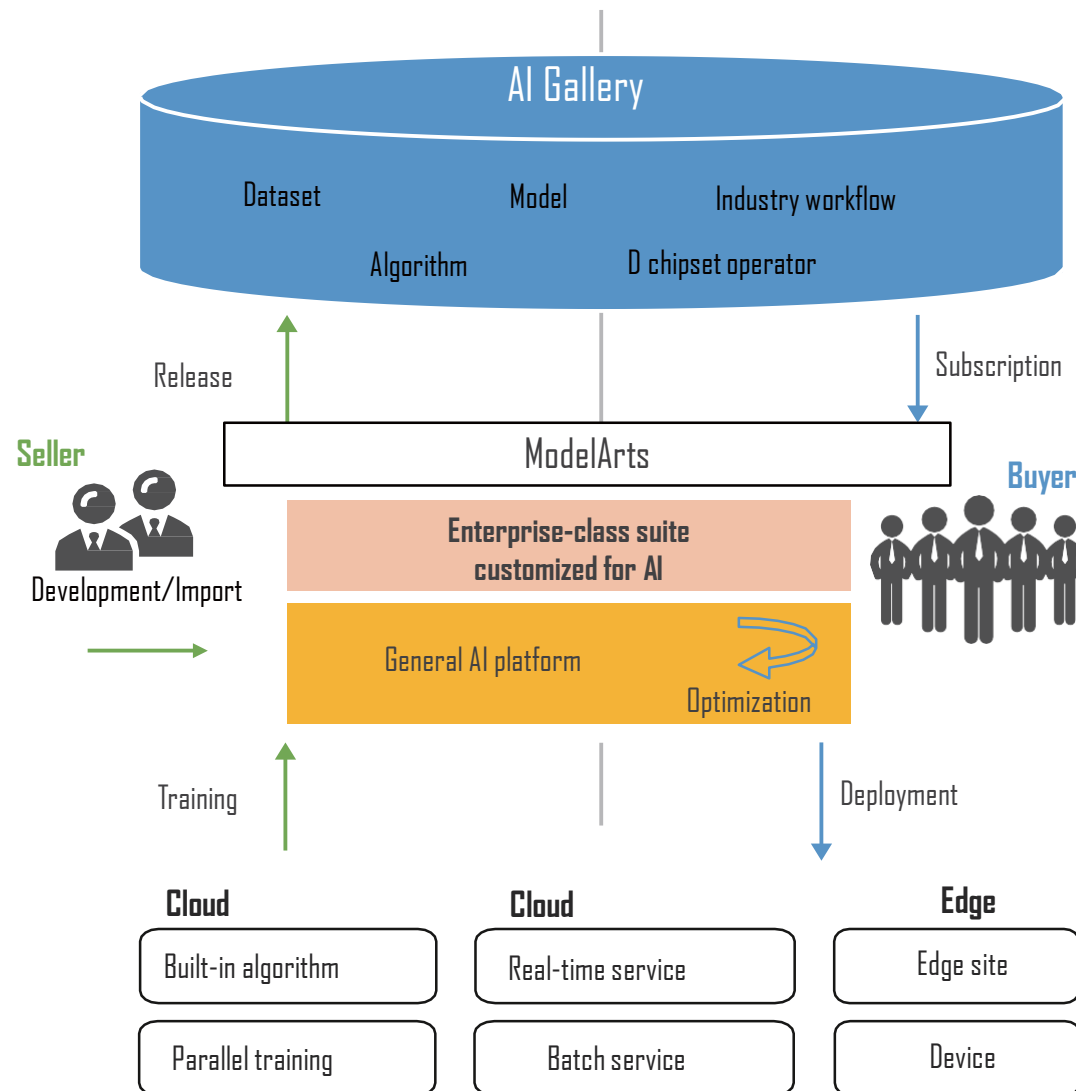 AI Gallery
Dataset
Model
Industry workflow
Algorithm
D chipset operator
Release
Subscription
ModelArts
Seller
Buyer
Enterprise-class suite
customized for AI
Development/Import
General AI platform
Optimization
Training
Deployment
Cloud
Cloud
Edge
Built-in algorithm
Real-time service
Edge site
Parallel training
Batch service
Device